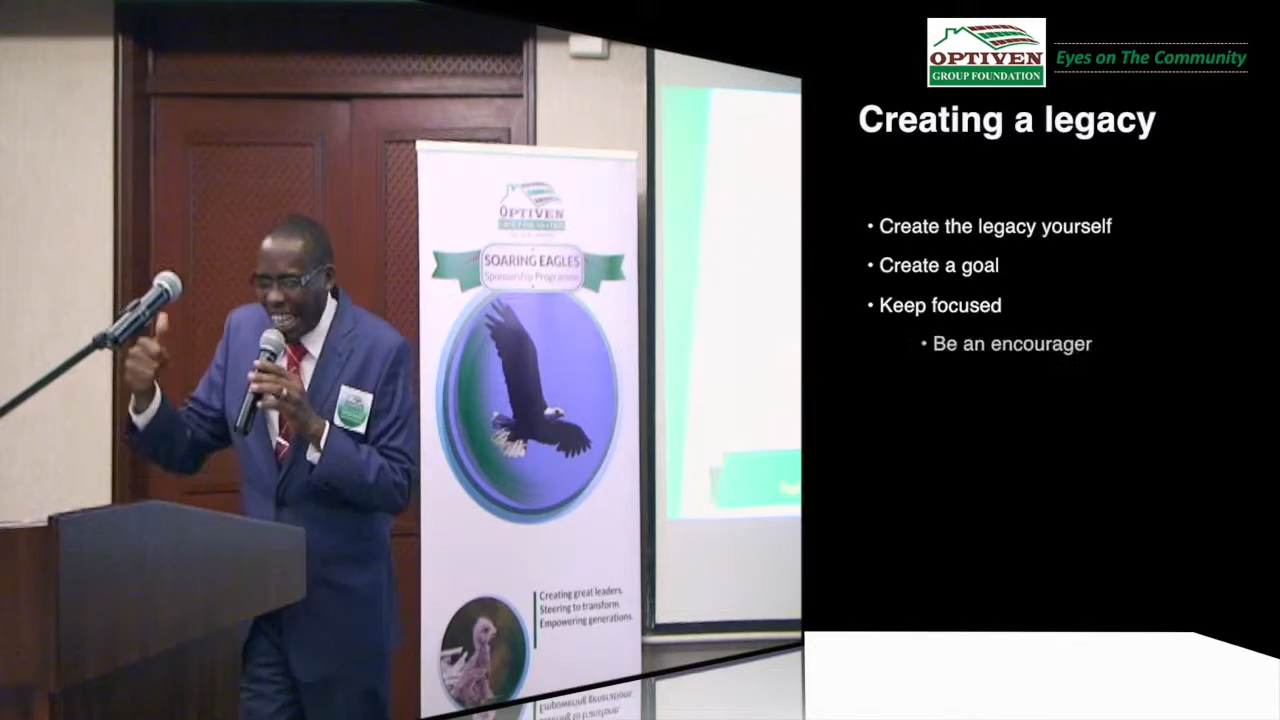 OPTIVEN
GROUP FOUNDATION
Eyes on The Community
Creating a legacy
• Create the legacy yourself
• Create a goal
• Keep focused
• Be an encourager
OPTIVEN
SOARING EAGLES
Sponsorship Programme
Creating great leaders.
Steering to transform.
Empowering generations.